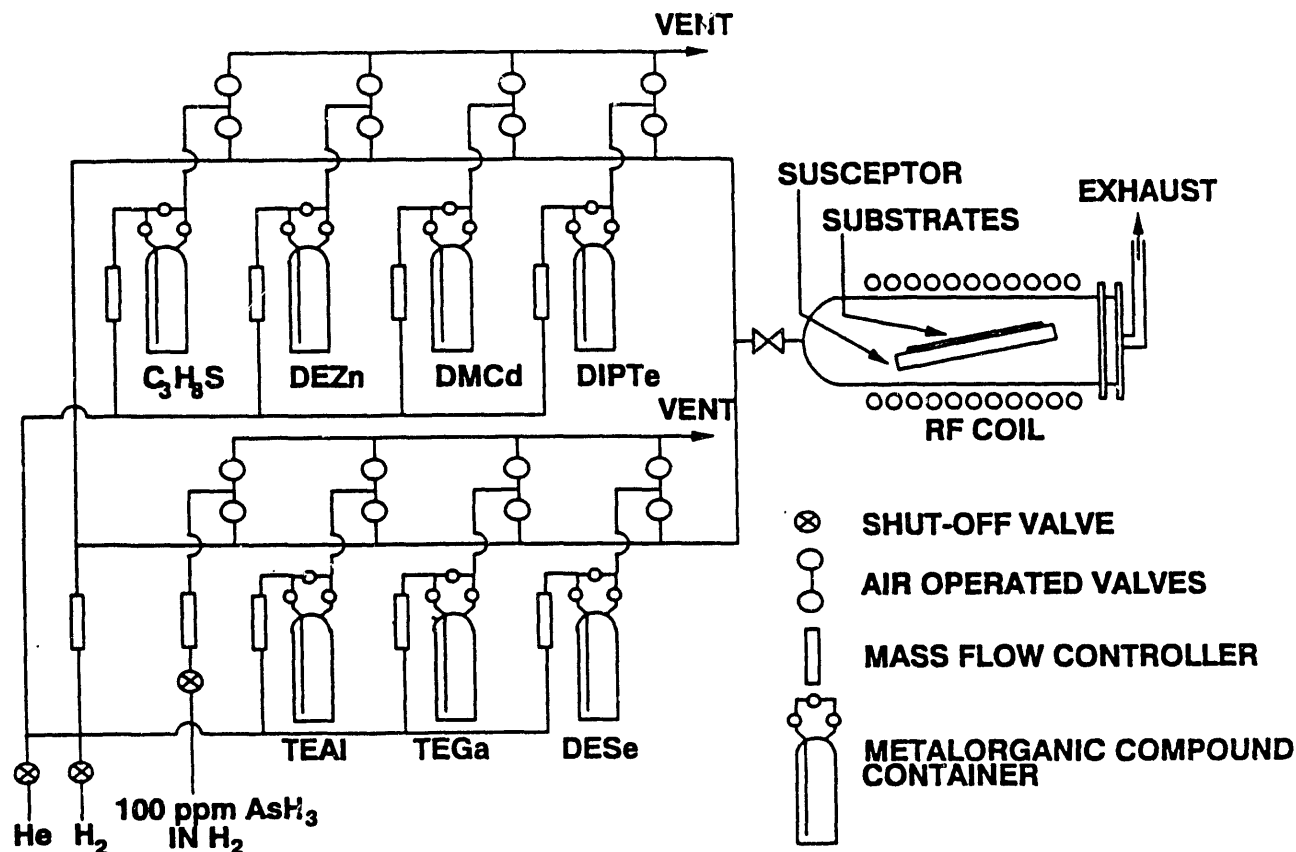 VENT
SUSCEPTOR
SUBSTRATES
EXHAUST
C₃H₈S
DEZn
DMCd
DIPTe
VENT
RF COIL
SHUT-OFF VALVE
AIR OPERATED VALVES
MASS FLOW CONTROLLER
TEAl
TEGa
DESe
METALORGANIC COMPOUND
CONTAINER
100 ppm AsH₃
IN H₂
He
H₂